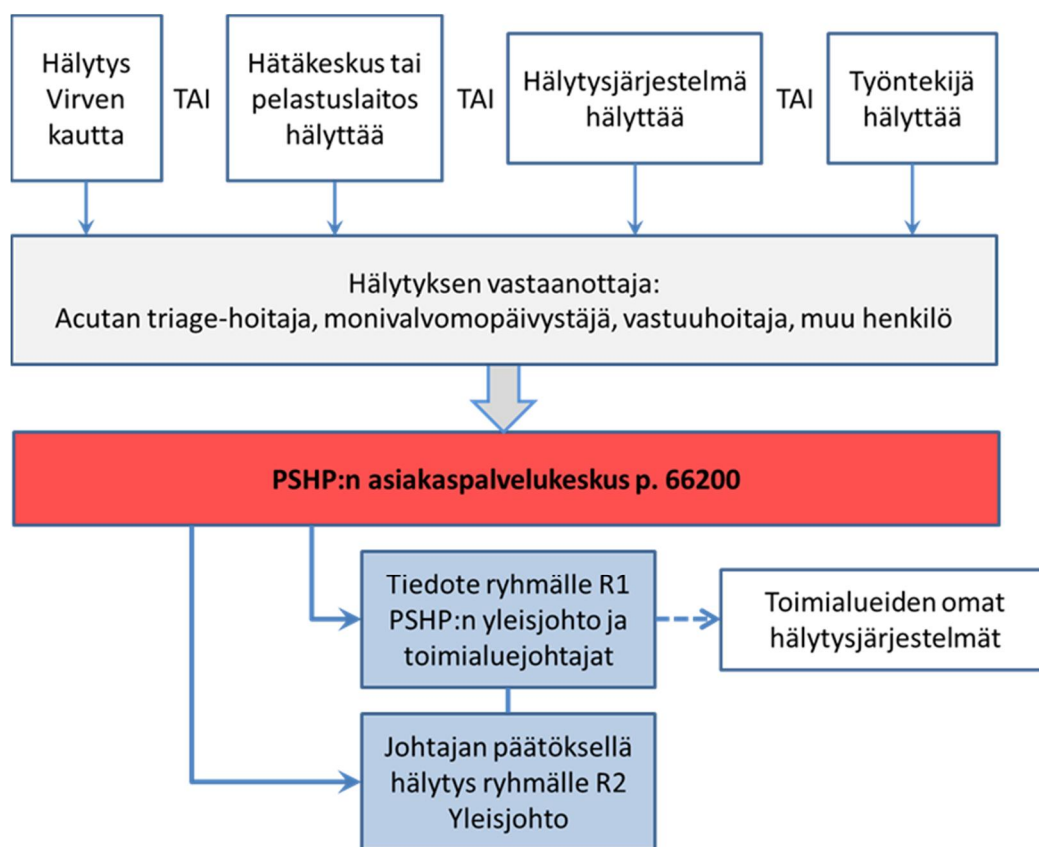 Hälytys
Virven
kautta
TAI
Hätäkeskus tai
pelastuslaitos
hälyttää
TAI
Hälytysjärjestelmä
hälyttää
TAI
Työntekijä
hälyttää
Hälytyksen vastaanottaja:
Acutan triage-hoitaja, monivalvomopäivystäjä, vastuuhoitaja, muu henkilö
PSHP:n asiakaspalvelukeskus p. 66200
Tiedote ryhmälle R1
PSHP:n yleisjohto ja
toimialuejohtajat
Toimialueiden omat
hälytysjärjestelmät
Johtajan päätöksellä
hälytys ryhmälle R2
Yleisjohto